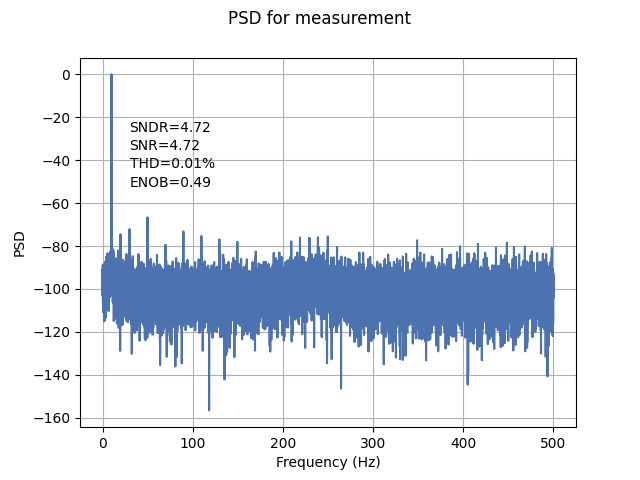 PSD for measurement
0
−20
−40
−60
−80
−100
−120
−140
−160
PSD
SNDR=4.72
SNR=4.72
THD=0.01%
ENOB=0.49
0 100 200 300 400 500
Frequency (Hz)